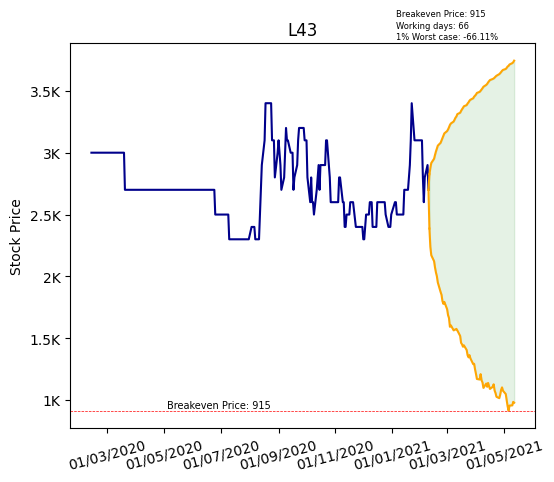 Breakeven Price: 915
Working days: 66
1% Worst case: -66.11%
L43
Stock Price
3.5K
3K
2.5K
2K
1.5K
1K
Breakeven Price: 915
01/03/2020
01/05/2020
01/07/2020
01/09/2020
01/11/2020
01/01/2021
01/03/2021
01/05/2021